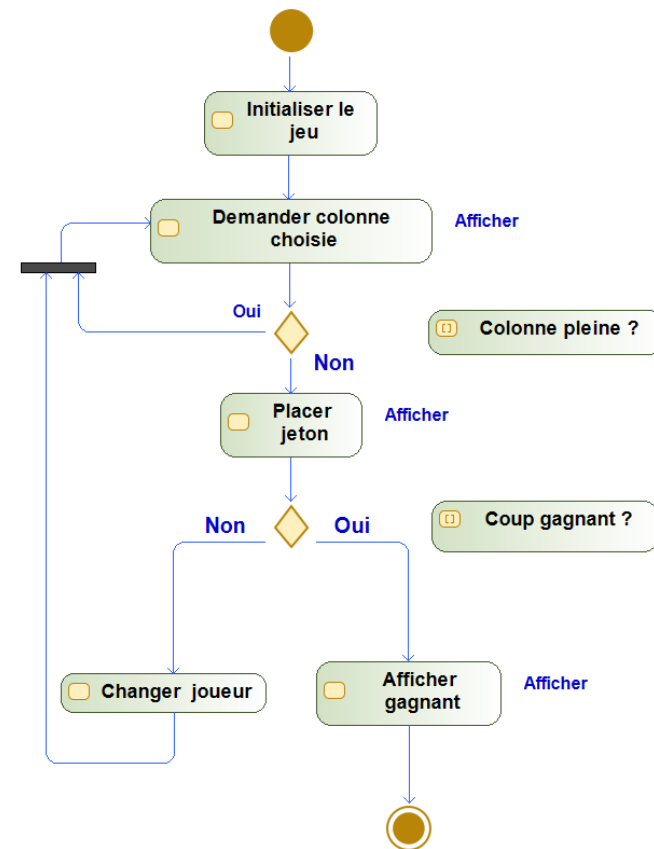 Initialiser le
jeu
Demander colonne
choisie
Afficher
Oui
Colonne pleine ?
Non
Placer
jeton
Afficher
Non
Oui
Coup gagnant ?
Changer joueur
Afficher
gagnant
Afficher